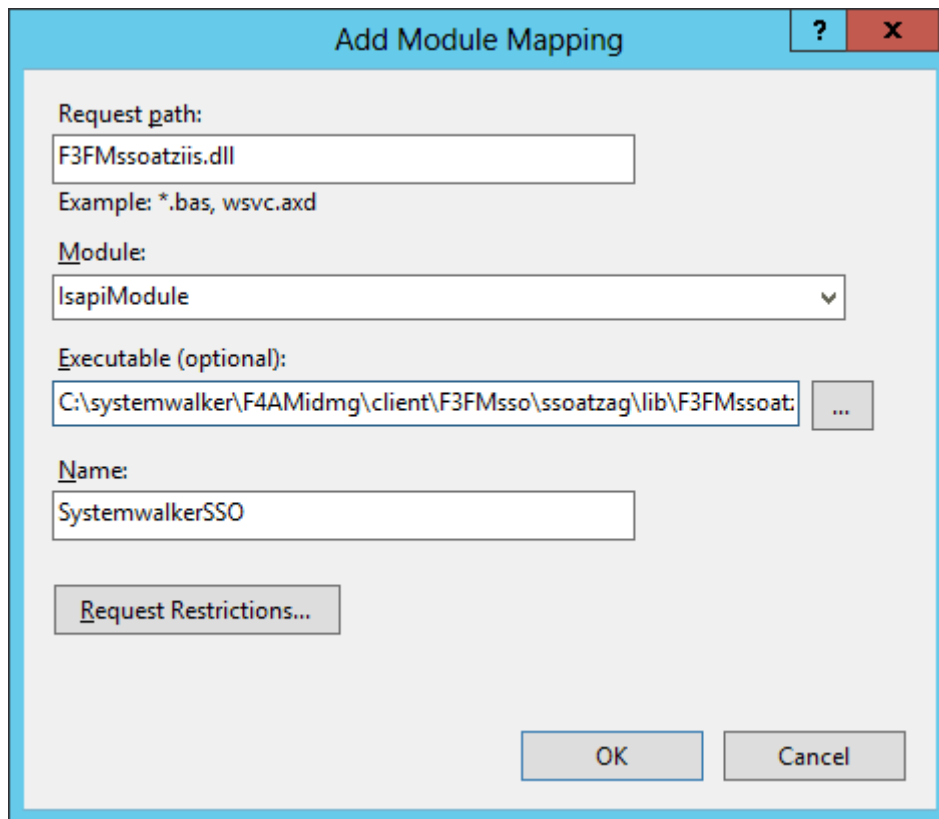 Add Module Mapping
?
x
Request path:
F3FMssoatziis.dll
Example: *.bas, wsvc.axd
Module:
IsapiModule
Executable (optional):
C:\systemwalker\F4AMidmg\client\F3FMsso\ssoatzag\lib\F3FMssoatz
...
Name:
SystemwalkerSSO
Request Restrictions...
OK
Cancel